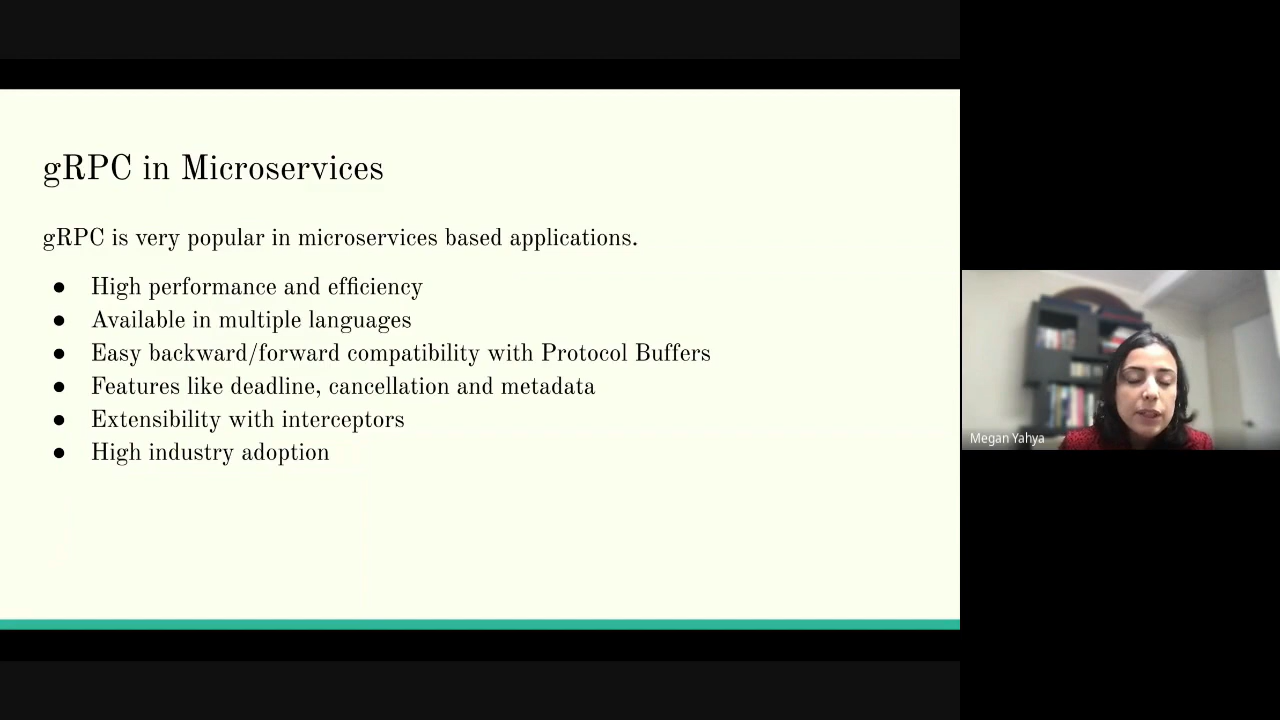 gRPC in Microservices
gRPC is very popular in microservices based applications.
● High performance and efficiency
● Available in multiple languages
● Easy backward/forward compatibility with Protocol Buffers
● Features like deadline, cancellation and metadata
● Extensibility with interceptors
● High industry adoption
Megan Yahya